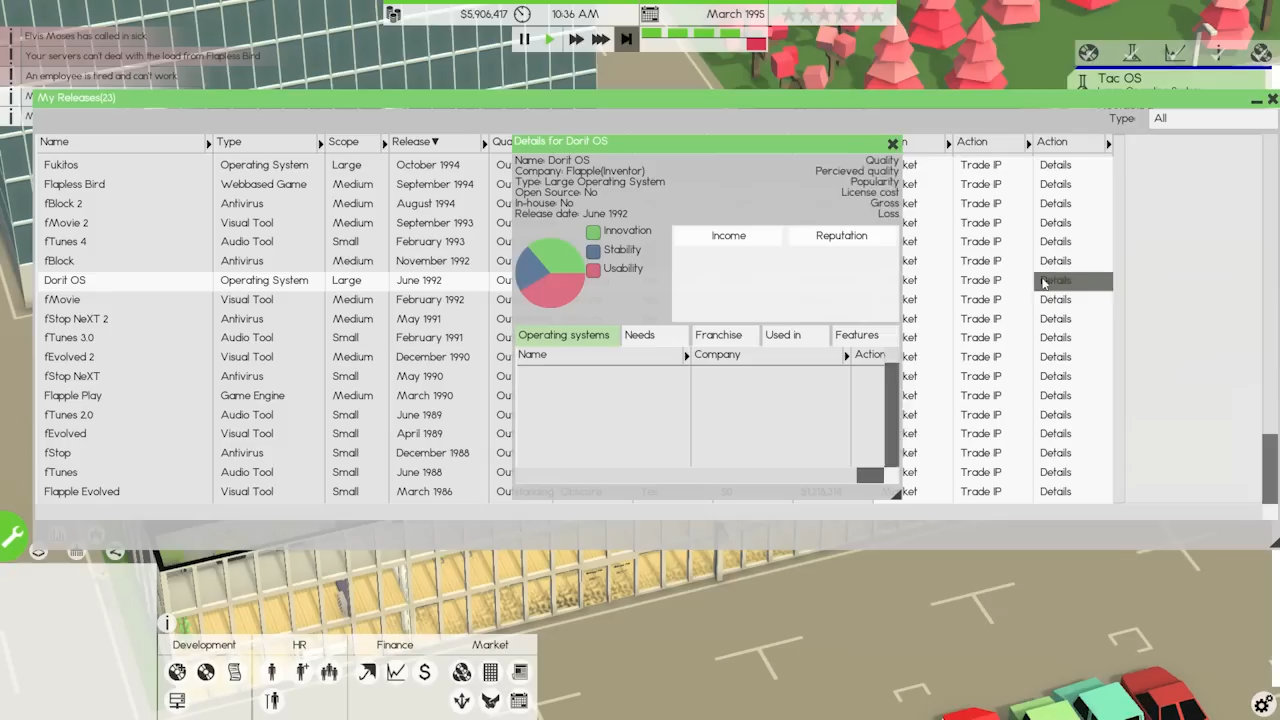 $5,906,417 10:36 AM March 1995
Elvis Moses has called in sick
Your servers can't deal with the load from Flapless Bird
An employee is hired and can't work
Tac OS
My Releases(23)
Type: All
Name Type Scope Release▼ Action Action
Fukitos Operating System Large October 1994 Trade IP Details
Flapless Bird Webbased Game Medium September 1994 Trade IP Details
fBlock 2 Antivirus Medium August 1994 Trade IP Details
fMovie 2 Visual Tool Medium September 1993 Trade IP Details
fTunes 4 Audio Tool Small February 1993 Trade IP Details
fBlock Antivirus Medium November 1992 Trade IP Details
Dorit OS Operating System Large June 1992 Trade IP Details
fMovie Visual Tool Medium February 1992 Trade IP Details
fStop NeXT 2 Antivirus Medium May 1991 Trade IP Details
fTunes 3.0 Audio Tool Small February 1991 Trade IP Details
fEvolved 2 Visual Tool Medium December 1990 Trade IP Details
fStop NeXT Antivirus Small May 1990 Trade IP Details
Flapple Play Game Engine Medium March 1990 Trade IP Details
fTunes 2.0 Audio Tool Small June 1989 Trade IP Details
fEvolved Visual Tool Small April 1989 Trade IP Details
fStop Antivirus Small December 1988 Trade IP Details
fTunes Audio Tool Small June 1988 Trade IP Details
Flapple Evolved Visual Tool Small March 1986 Trade IP Details
Details for Dorit OS
Name: Dorit OS Quality
Company: Flapple(Inventor) Percieved quality
Type: Large Operating System Popularity
Open Source: No License cost
In-house: No Gross
Release date: June 1992 Loss
Innovation
Stability
Usability
Income Reputation
Operating systems Needs Franchise Used in Features
Name Company Action
Development HR Finance Market